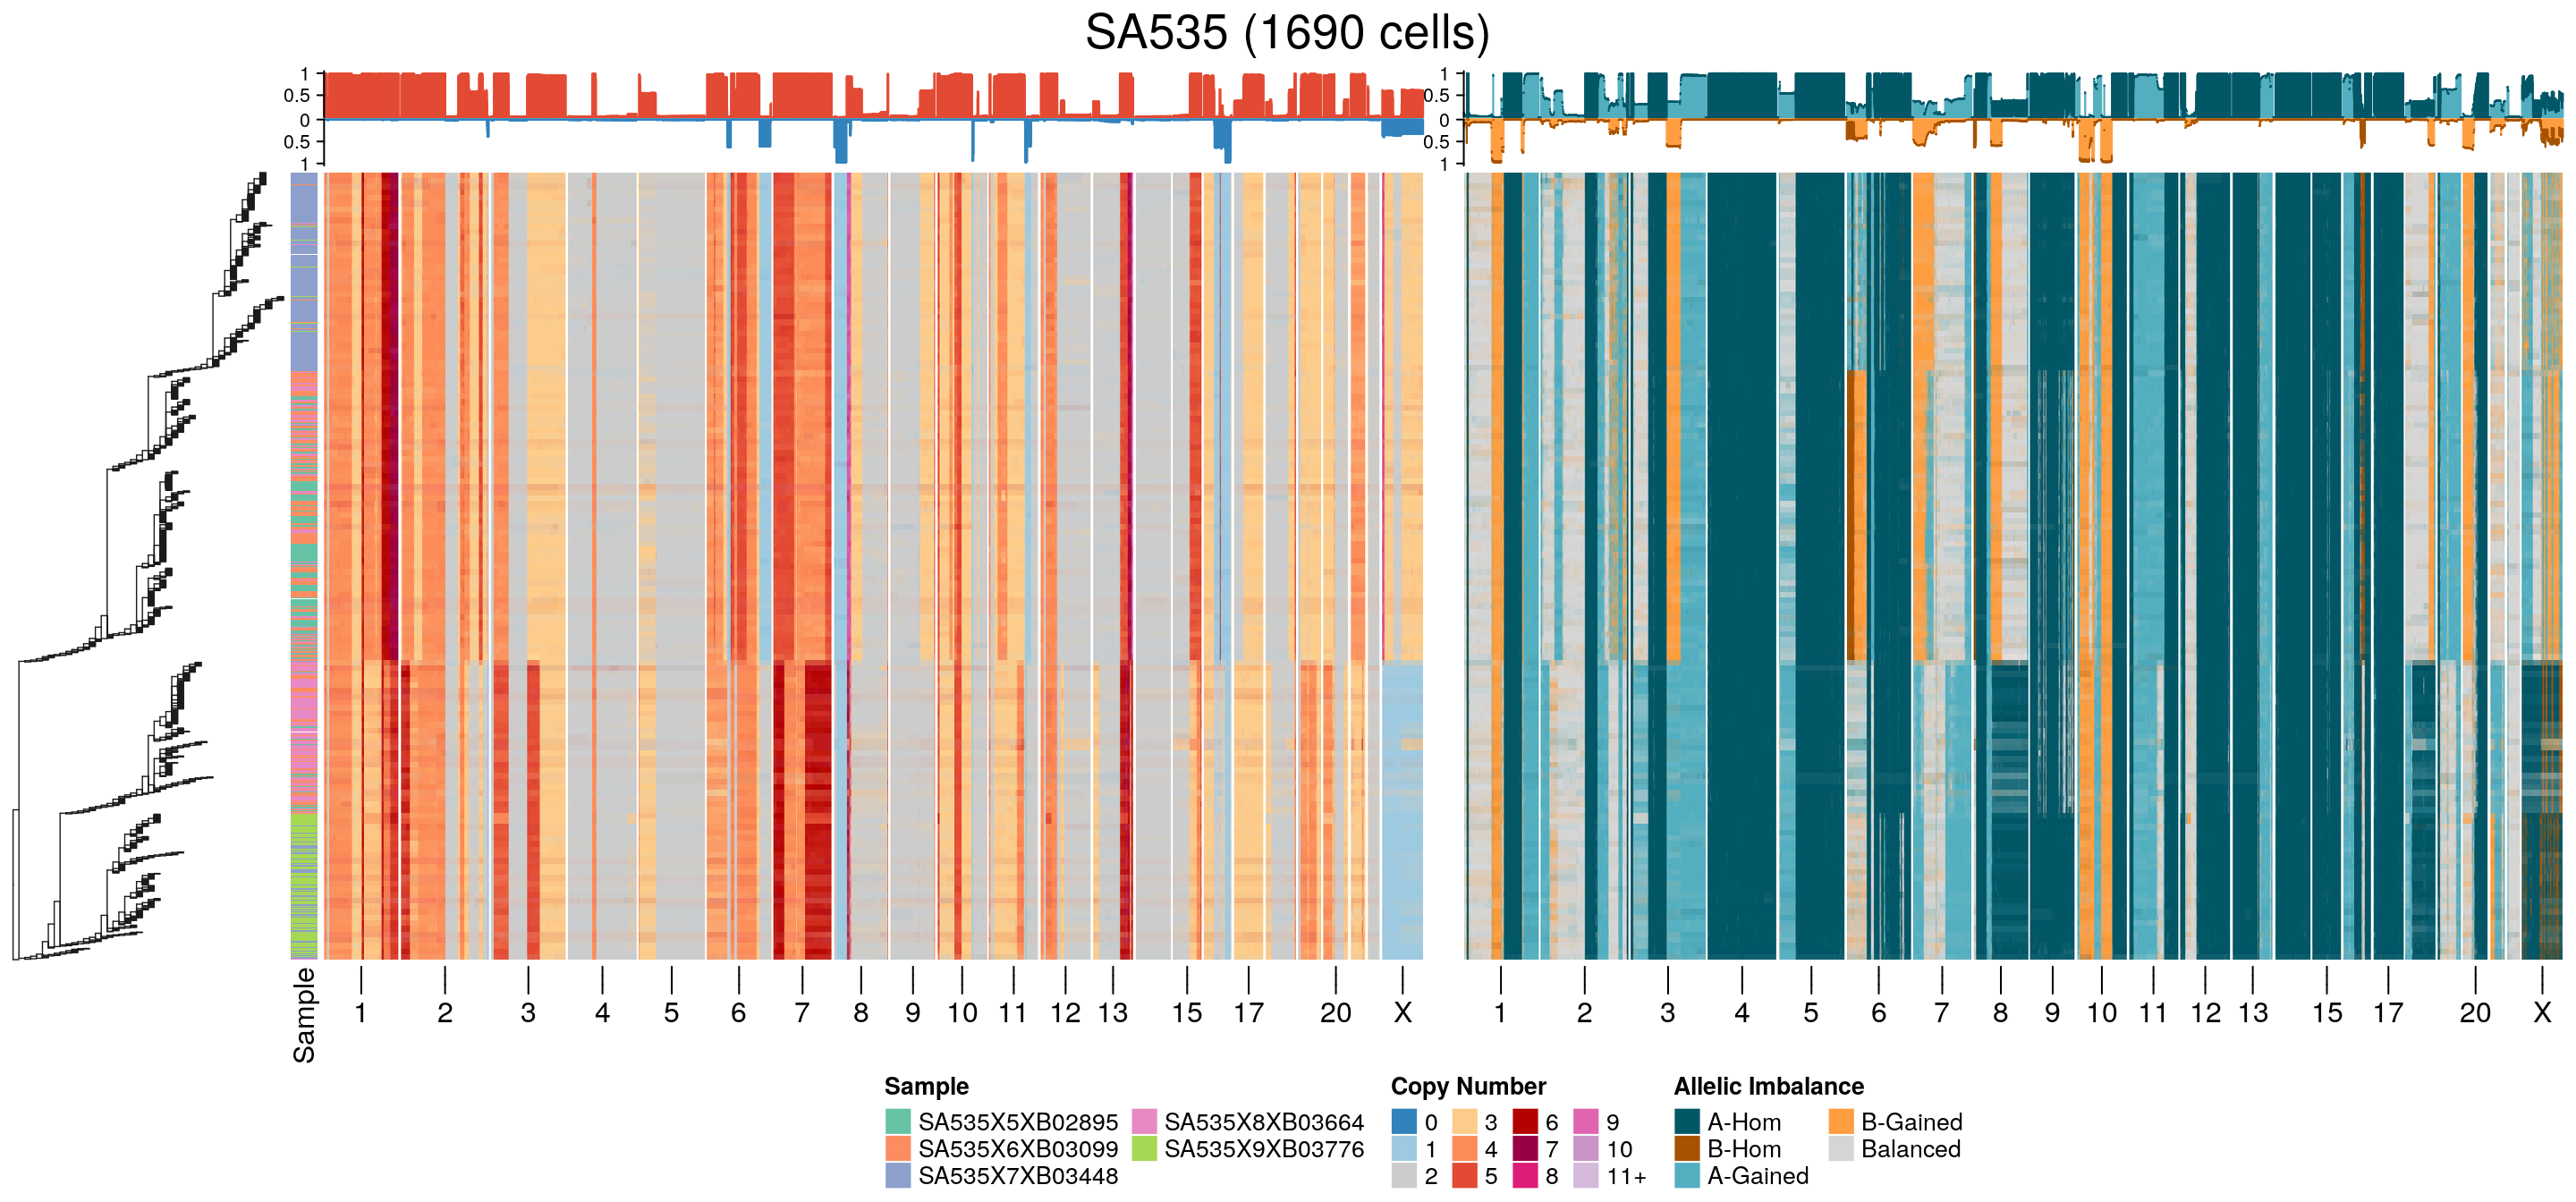 SA535 (1690 cells)
1
0.5
0
0.5
1
1
0.5
0
0.5
1
Sample
1 2 3 4 5 6 7 8 9 10 11 12 13 15 17 20 X
1 2 3 4 5 6 7 8 9 10 11 12 13 15 17 20 X
Sample
SA535X5XB02895
SA535X6XB03099
SA535X7XB03448
SA535X8XB03664
SA535X9XB03776
Copy Number
0
1
2
3
4
5
6
7
8
9
10
11+
Allelic Imbalance
A-Hom
B-Hom
A-Gained
B-Gained
Balanced